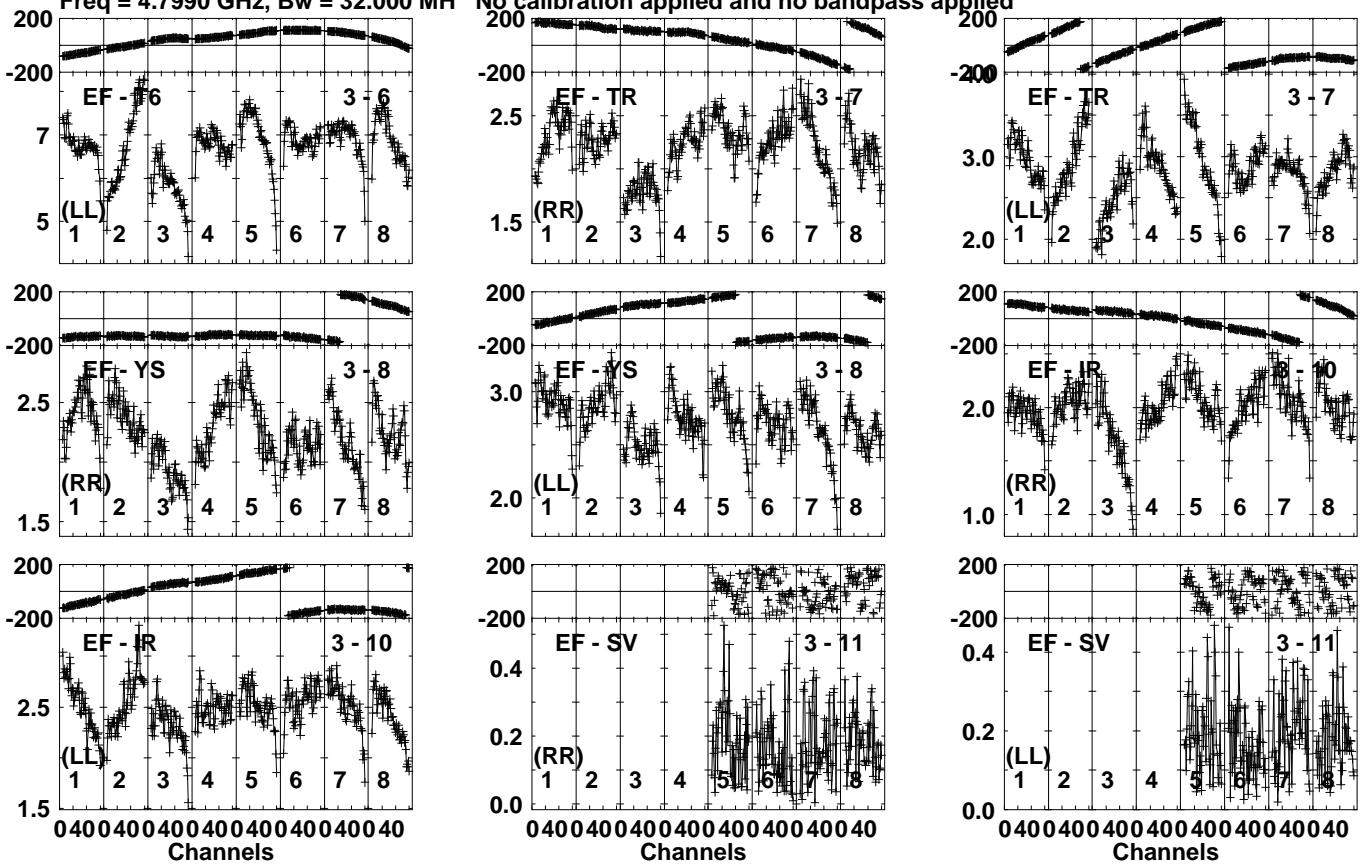 Freq = 4.7990 GHz, Bw = 32.000 MH No calibration applied and no bandpass applied
200
-200
EF - T6 3 - 6
7
5
(LL)
1 2 3 4 5 6 7 8
200
-200
EF - TR 3 - 7
2.5
1.5
(RR)
1 2 3 4 5 6 7 8
200
-200
4.0
EF - TR 3 - 7
3.0
2.0
(LL)
1 2 3 4 5 6 7 8
200
-200
EF - YS 3 - 8
2.5
1.5
(RR)
1 2 3 4 5 6 7 8
200
-200
EF - YS 3 - 8
3.0
2.0
(LL)
1 2 3 4 5 6 7 8
200
-200
EF - IR 3 - 10
2.0
1.0
(RR)
1 2 3 4 5 6 7 8
200
-200
EF - IR 3 - 10
2.5
1.5
(LL)
1 2 3 4 5 6 7 8
0 40 0 40 0 40 0 40 0 40 0 40 0 40 0 40
Channels
200
-200
EF - SV 3 - 11
0.4
0.2
0.0
(RR)
1 2 3 4 5 6 7 8
0 40 0 40 0 40 0 40 0 40 0 40 0 40 0 40
Channels
200
-200
EF - SV 3 - 11
0.4
0.2
0.0
(LL)
1 2 3 4 5 6 7 8
0 40 0 40 0 40 0 40 0 40 0 40 0 40 0 40
Channels